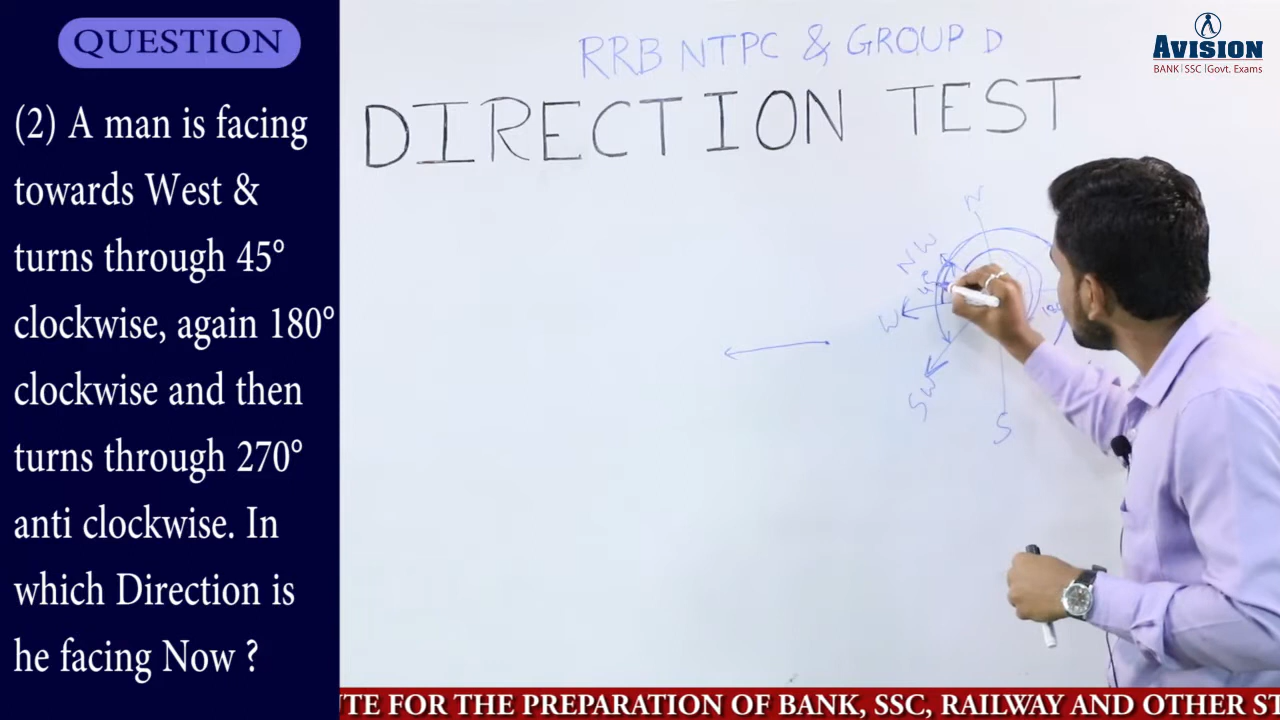 QUESTION
(2) A man is facing
towards West &
turns through 45°
clockwise, again 180°
clockwise and then
turns through 270°
anti clockwise. In
which Direction is
he facing Now ?
RRB NTPC & GROUP D
DIRECTION TEST
AVISION
BANK | SSC | Govt. Exams
N
NW
W
SW
S
UTE FOR THE PREPARATION OF BANK, SSC, RAILWAY AND OTHER ST